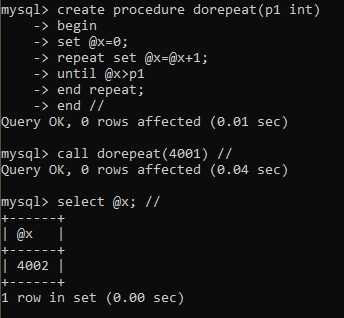 mysql> create procedure dorepeat(p1 int)
    -> begin
    -> set @x=0;
    -> repeat set @x=@x+1;
    -> until @x>p1
    -> end repeat;
    -> end //
Query OK, 0 rows affected (0.01 sec)

mysql> call dorepeat(4001) //
Query OK, 0 rows affected (0.04 sec)

mysql> select @x; //
+------+
| @x   |
+------+
| 4002 |
+------+
1 row in set (0.00 sec)